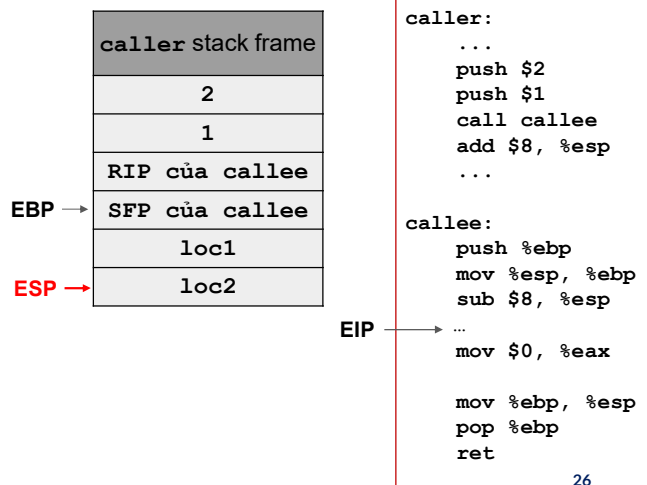 caller stack frame
2
1
RIP của callee
EBP
SFP của callee
loc1
ESP
loc2
caller:
...
push $2
push $1
call callee
add $8, %esp
...
callee:
push %ebp
mov %esp, %ebp
sub $8, %esp
EIP
…
mov $0, %eax
mov %ebp, %esp
pop %ebp
ret
26